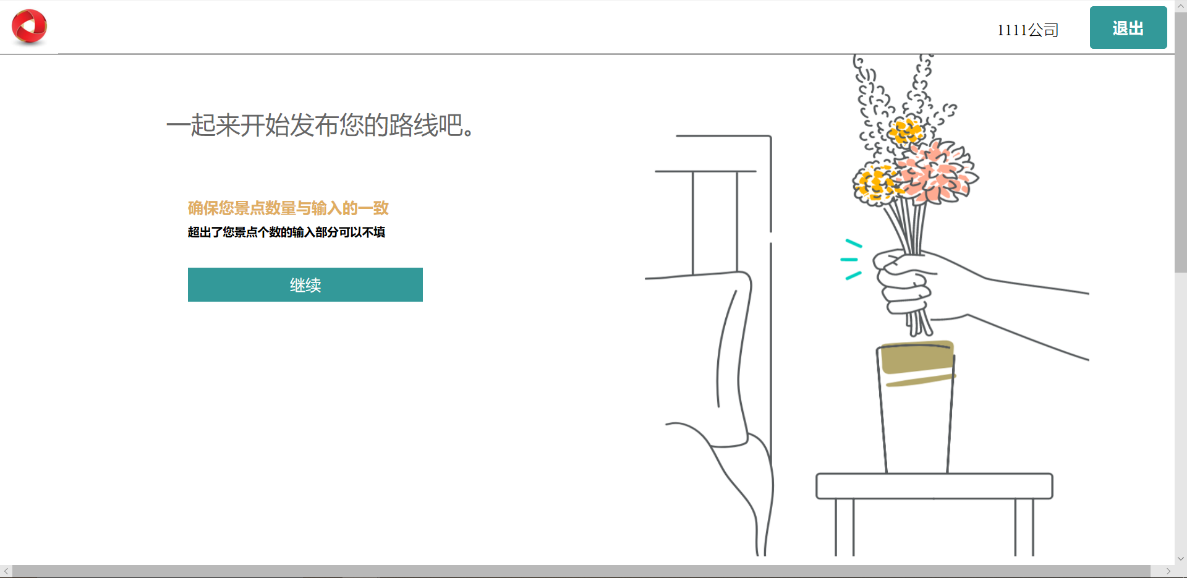 1111公司
退出
一起来开始发布您的路线吧。
确保您景点数量与输入的一致
超出了您景点个数的输入部分可以不填
继续